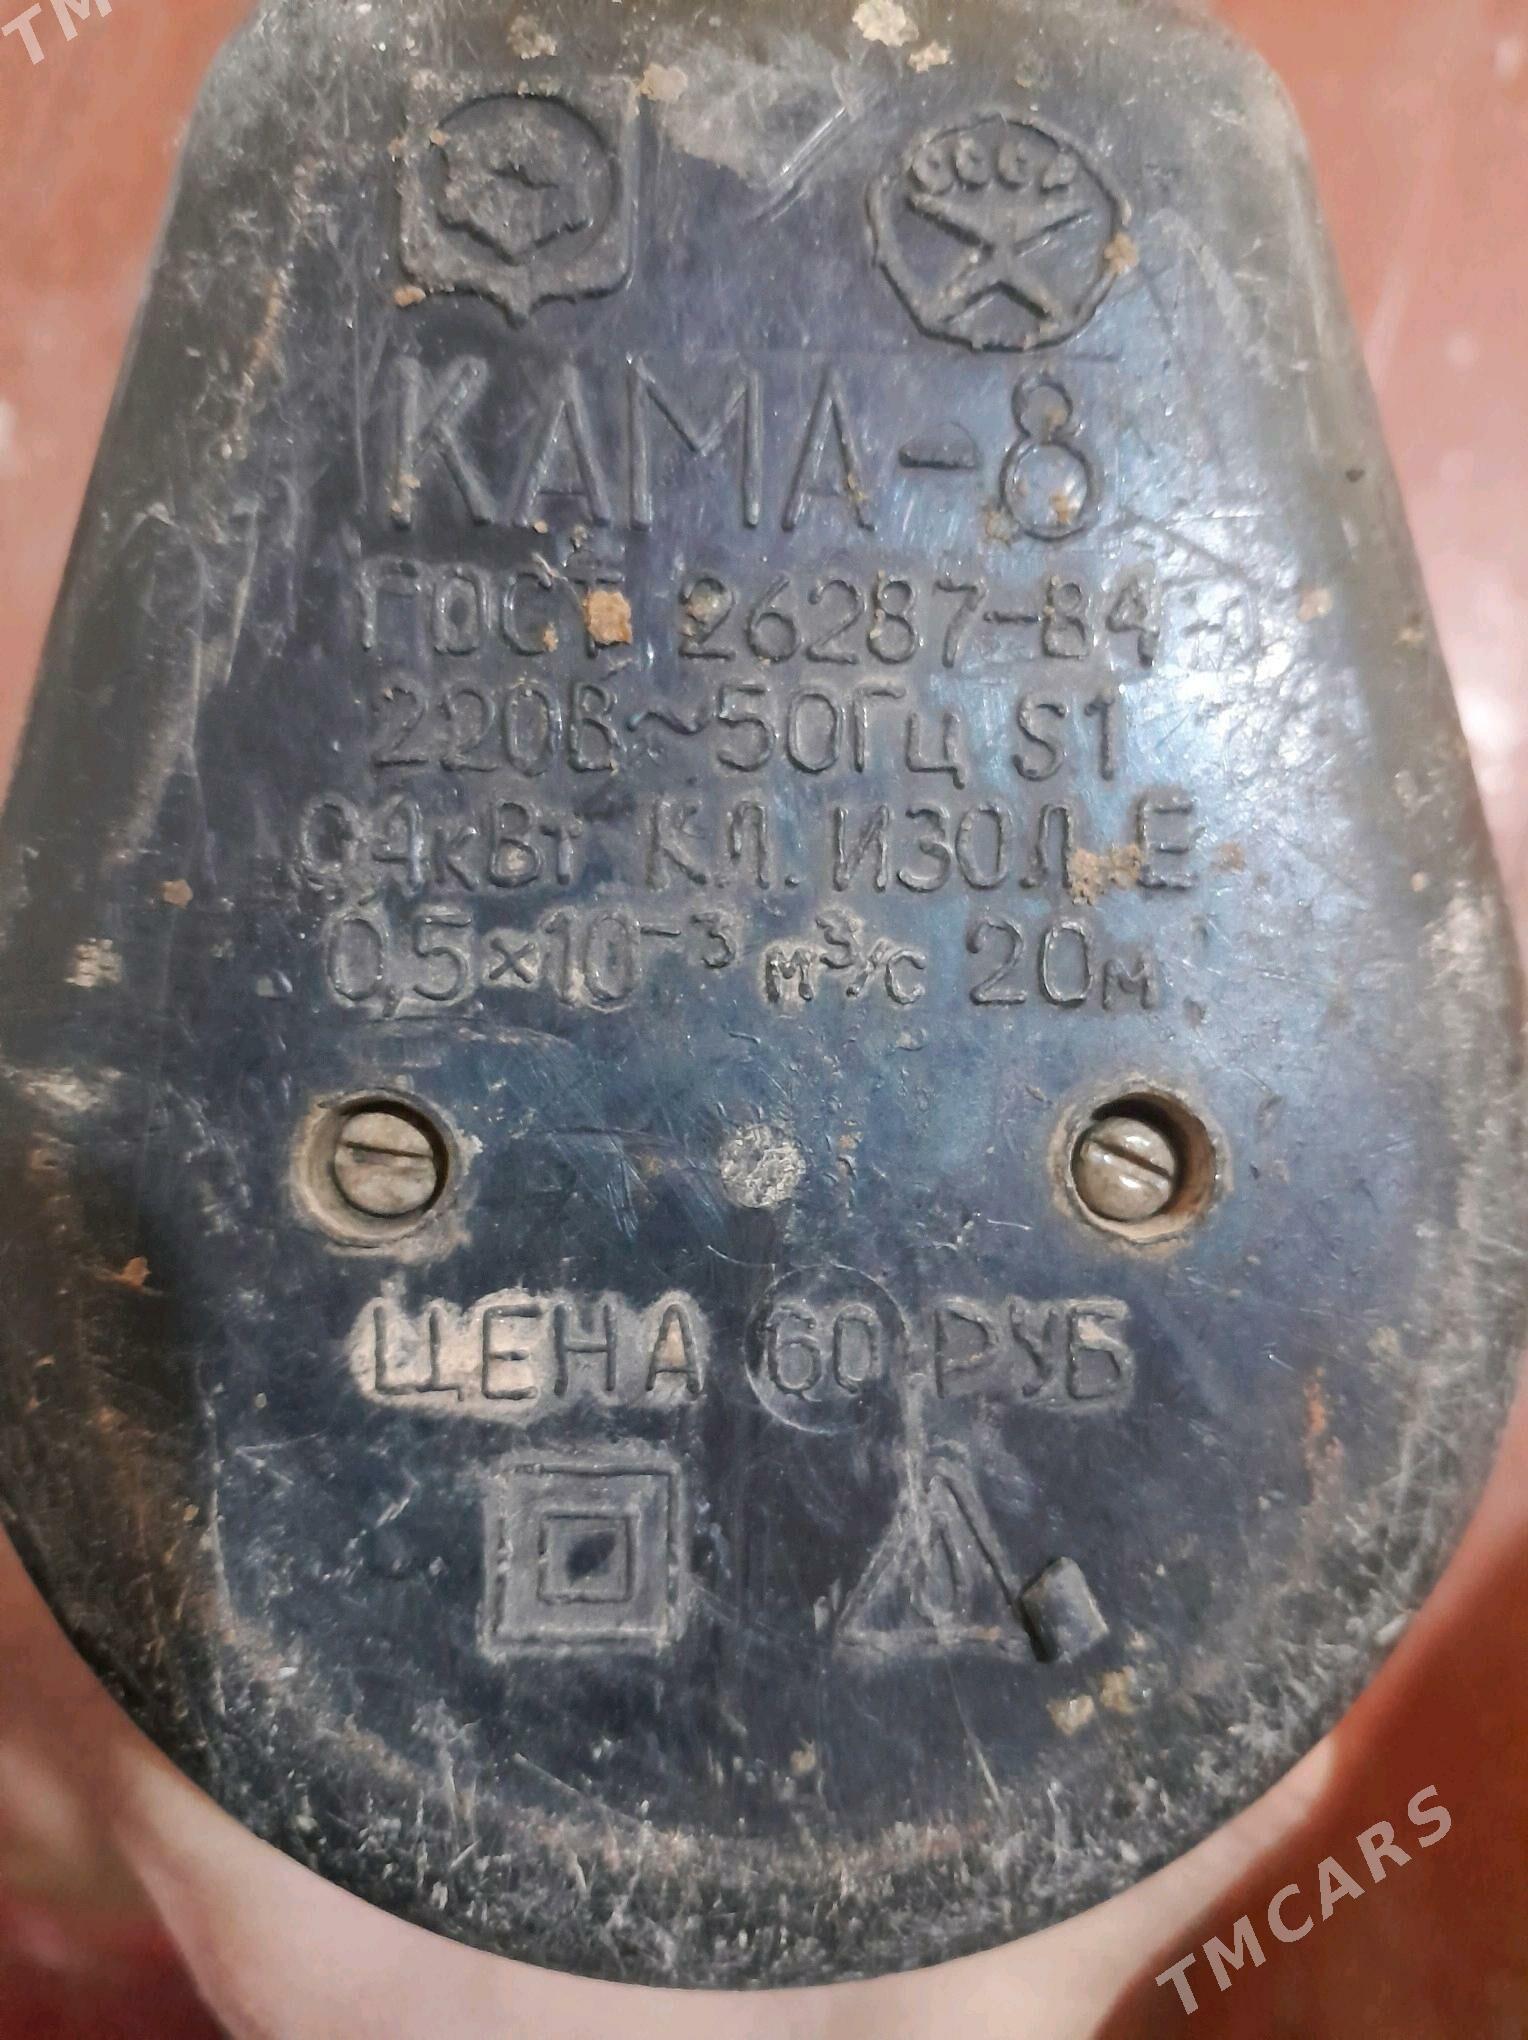 TM
СССР
КАМА-8
ГОСТ 26287-84
220В~50Гц S1
0,4кВт КЛ. ИЗОЛ. Е
0,5×10⁻³ м³/с 20м
ЦЕНА 60 РУБ
TMCARS